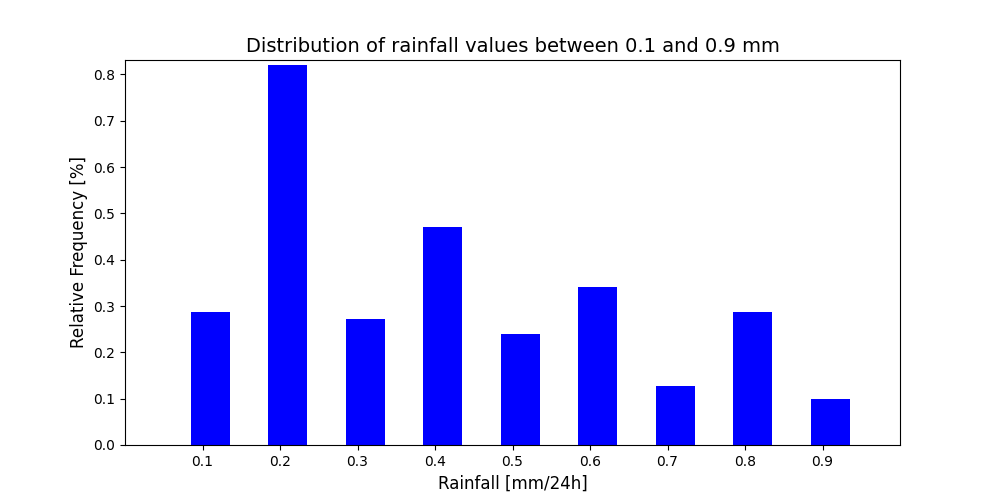 Distribution of rainfall values between 0.1 and 0.9 mm
Relative Frequency [%]
0.8
0.7
0.6
0.5
0.4
0.3
0.2
0.1
0.0
0.1 0.2 0.3 0.4 0.5 0.6 0.7 0.8 0.9
Rainfall [mm/24h]